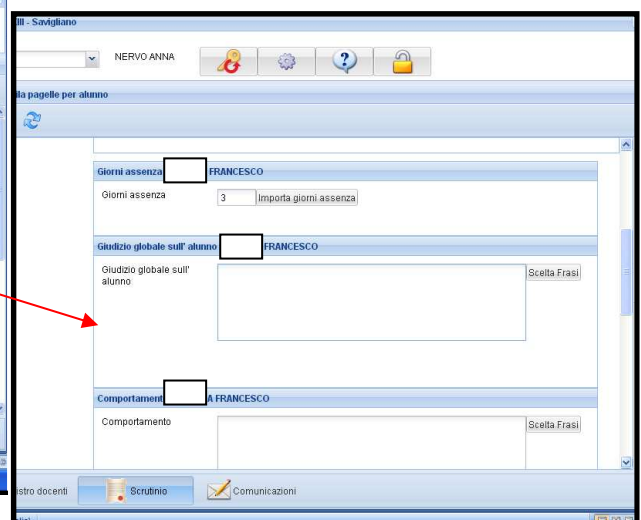 III - Savigliano
NERVO ANNA
lla pagelle per alunno
Giorni assenza FRANCESCO
Giorni assenza 3 Importa giorni assenza
Giudizio globale sull' alunno FRANCESCO
Giudizio globale sull'
alunno
Scelta Frasi
Comportament A FRANCESCO
Comportamento
Scelta Frasi
istro docenti Scrutinio Comunicazioni